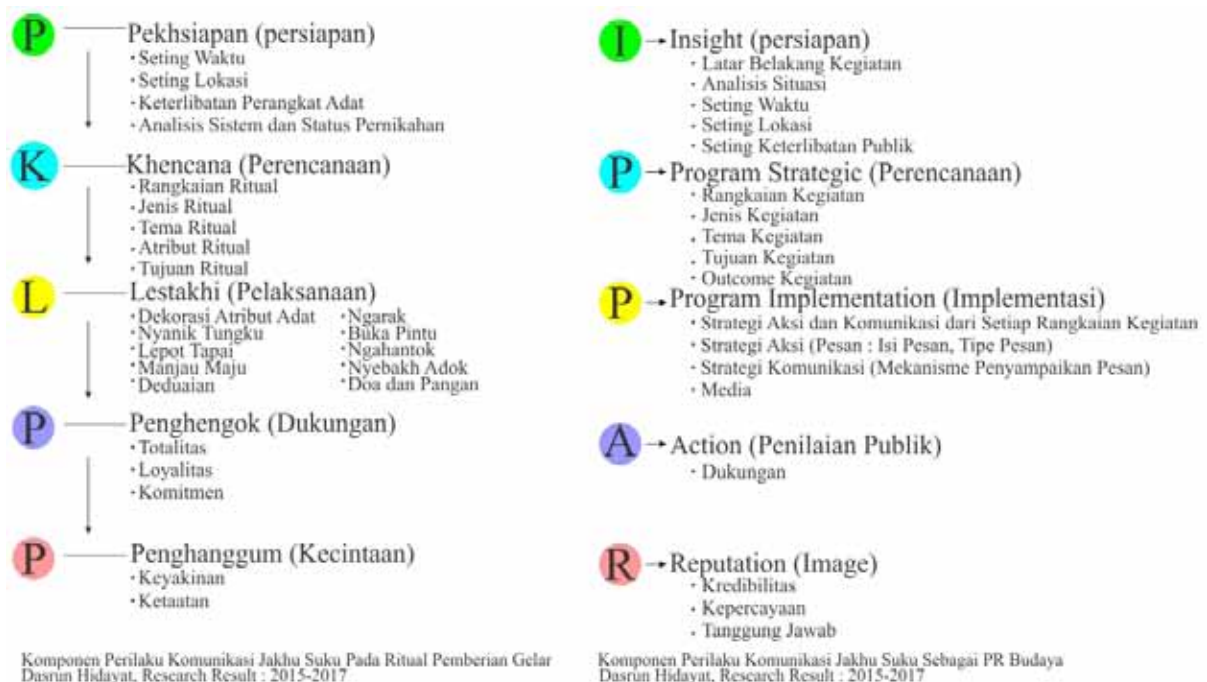 P
Pekhsiapan (persiapan)
· Seting Waktu
· Seting Lokasi
· Keterlibatan Perangkat Adat
· Analisis Sistem dan Status Pernikahan
K
Khencana (Perencanaan)
· Rangkaian Ritual
· Jenis Ritual
· Tema Ritual
· Atribut Ritual
· Tujuan Ritual
L
Lestakhi (Pelaksanaan)
· Dekorasi Atribut Adat
· Nyanik Tungku
· Lepot Tapai
· Manjau Maju
· Deduaian
· Ngarak
· Buka Pintu
· Ngahantok
· Nyebakh Adok
· Doa dan Pangan
P
Penghengok (Dukungan)
· Totalitas
· Loyalitas
· Komitmen
P
Penghanggum (Kecintaan)
· Keyakinan
· Ketaatan
Komponen Perilaku Komunikasi Jakhu Suku Pada Ritual Pemberian Gelar
Dasrun Hidayat, Research Result : 2015-2017
I
Insight (persiapan)
· Latar Belakang Kegiatan
· Analisis Situasi
· Seting Waktu
· Seting Lokasi
· Seting Keterlibatan Publik
P
Program Strategic (Perencanaan)
· Rangkaian Kegiatan
· Jenis Kegiatan
· Tema Kegiatan
· Tujuan Kegiatan
· Outcome Kegiatan
P
Program Implementation (Implementasi)
· Strategi Aksi dan Komunikasi dari Setiap Rangkaian Kegiatan
· Strategi Aksi (Pesan : Isi Pesan, Tipe Pesan)
· Strategi Komunikasi (Mekanisme Penyampaikan Pesan)
· Media
A
Action (Penilaian Publik)
· Dukungan
R
Reputation (Image)
· Kredibilitas
· Kepercayaan
· Tanggung Jawab
Komponen Perilaku Komunikasi Jakhu Suku Sebagai PR Budaya
Dasrun Hidayat, Research Result : 2015-2017